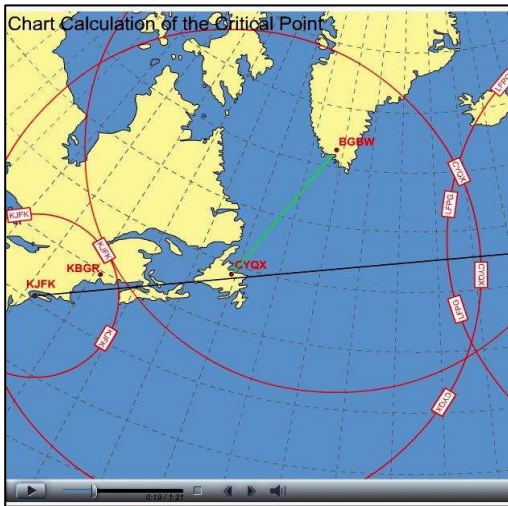 Chart Calculation of the Critical Point
LFPG
BGBW
CYQX
LFPG
KJFK
KJFK
KBGR
CYQX
CYQX
KJFK
LFPG
KJFK
CYQX
0:19 / 1:21